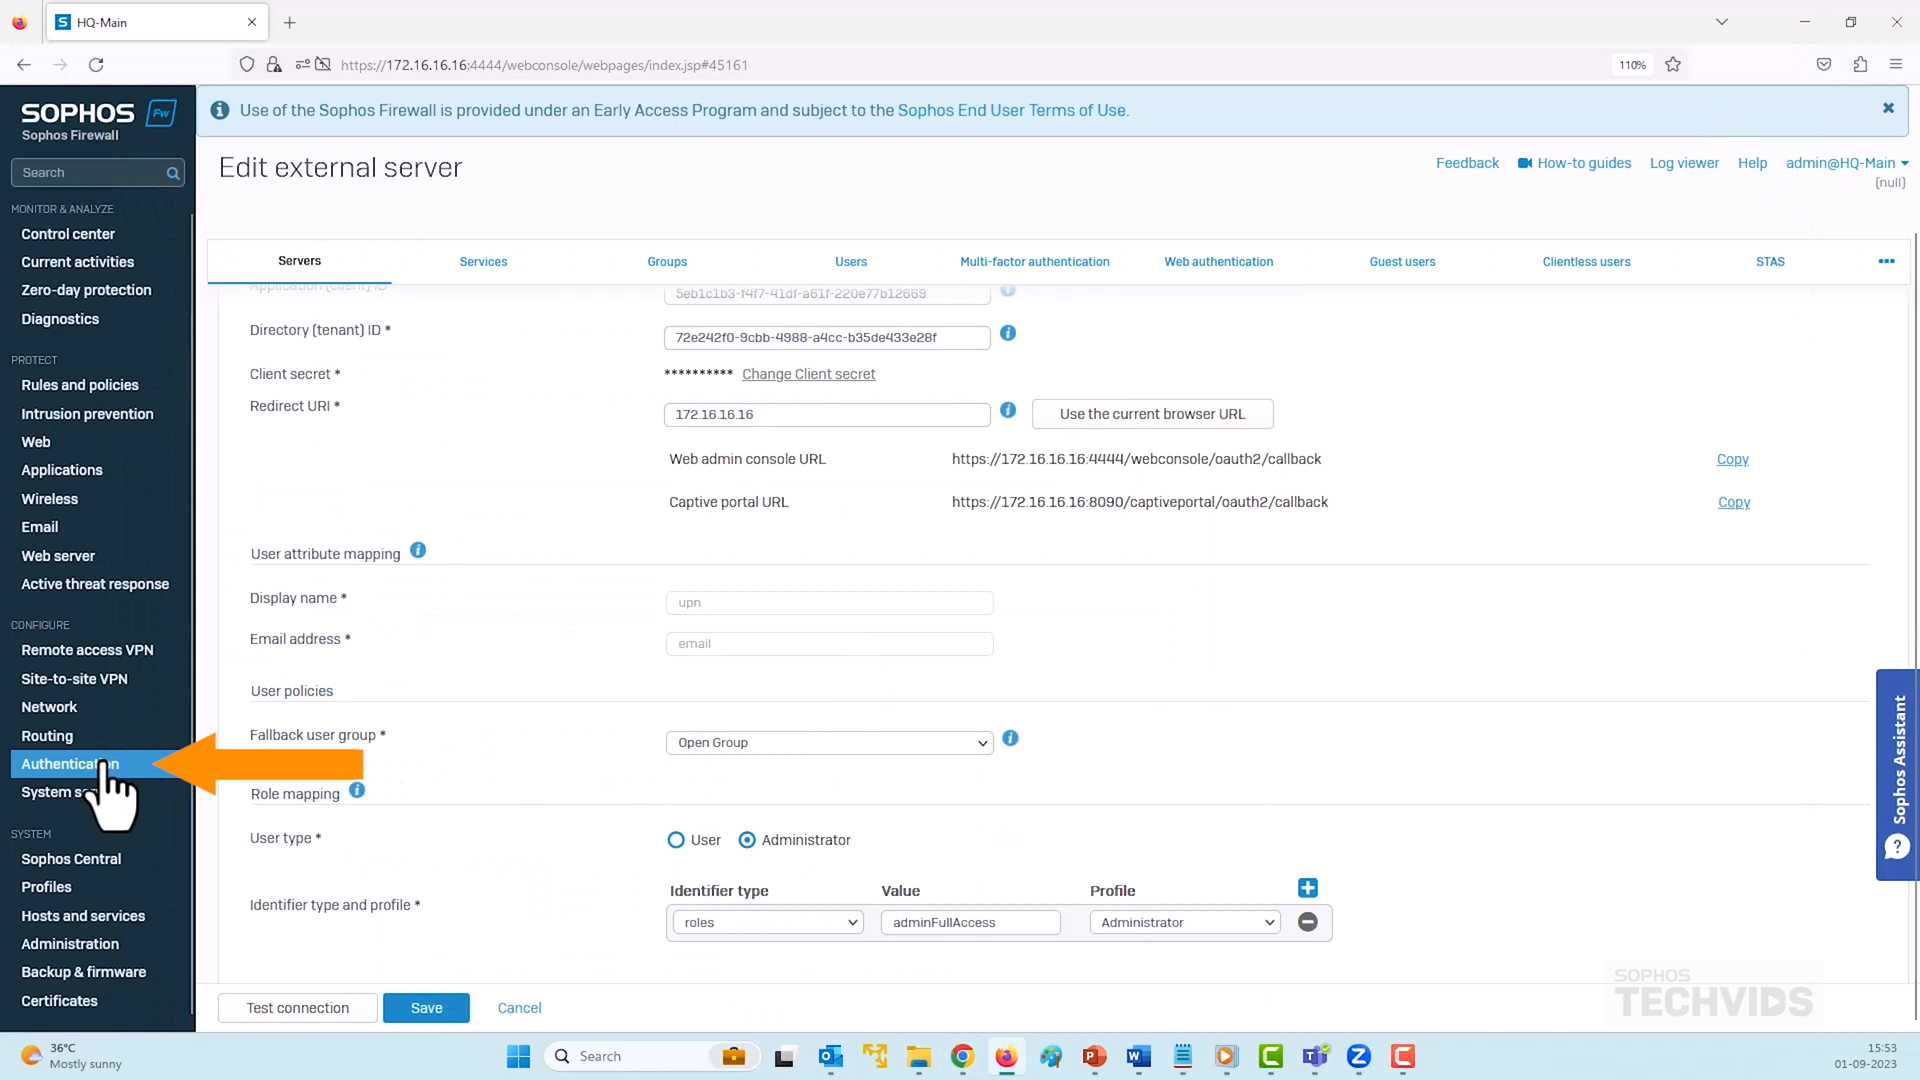 HQ-Main
https://172.16.16.16:4444/webconsole/webpages/index.jsp#45161
110%
SOPHOS Fw
Sophos Firewall
Use of the Sophos Firewall is provided under an Early Access Program and subject to the Sophos End User Terms of Use.
Search
Edit external server
Feedback How-to guides Log viewer Help admin@HQ-Main
(null)
MONITOR & ANALYZE
Control center
Current activities
Zero-day protection
Diagnostics
PROTECT
Rules and policies
Intrusion prevention
Web
Applications
Wireless
Email
Web server
Active threat response
CONFIGURE
Remote access VPN
Site-to-site VPN
Network
Routing
Authentication
System se
SYSTEM
Sophos Central
Profiles
Hosts and services
Administration
Backup & firmware
Certificates
Servers Services Groups Users Multi-factor authentication Web authentication Guest users Clientless users STAS
Application (client) ID 5eb1c1b3-f4f7-41df-a61f-220e77b12669
Directory (tenant) ID * 72e242f0-9cbb-4988-a4cc-b35de433e28f
Client secret * ********** Change Client secret
Redirect URI * 172.16.16.16 Use the current browser URL
Web admin console URL https://172.16.16.16:4444/webconsole/oauth2/callback Copy
Captive portal URL https://172.16.16.16:8090/captiveportal/oauth2/callback Copy
User attribute mapping
Display name * upn
Email address * email
User policies
Fallback user group * Open Group
Role mapping
User type * User Administrator
Identifier type Value Profile
Identifier type and profile * roles adminFullAccess Administrator
Test connection Save Cancel
Sophos Assistant
SOPHOS
TECHVIDS
36°C
Mostly sunny
Search
15:53
01-09-2023